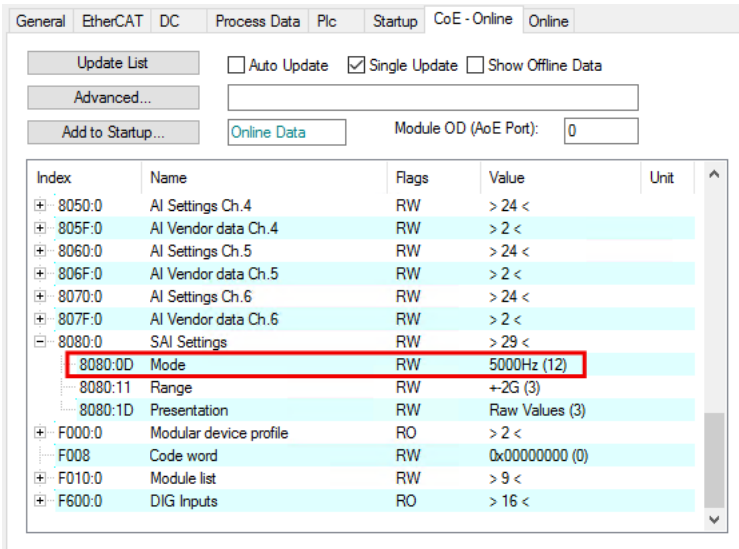 General EtherCAT DC Process Data Plc Startup CoE - Online Online
Update List Auto Update Single Update Show Offline Data
Advanced...
Add to Startup... Online Data Module OD (AoE Port): 0
Index Name Flags Value Unit
8050:0 AI Settings Ch.4 RW > 24 <
805F:0 AI Vendor data Ch.4 RW > 2 <
8060:0 AI Settings Ch.5 RW > 24 <
806F:0 AI Vendor data Ch.5 RW > 2 <
8070:0 AI Settings Ch.6 RW > 24 <
807F:0 AI Vendor data Ch.6 RW > 2 <
8080:0 SAI Settings RW > 29 <
8080:0D Mode RW 5000Hz (12)
8080:11 Range RW +-2G (3)
8080:1D Presentation RW Raw Values (3)
F000:0 Modular device profile RO > 2 <
F008 Code word RW 0x00000000 (0)
F010:0 Module list RW > 9 <
F600:0 DIG Inputs RO > 16 <